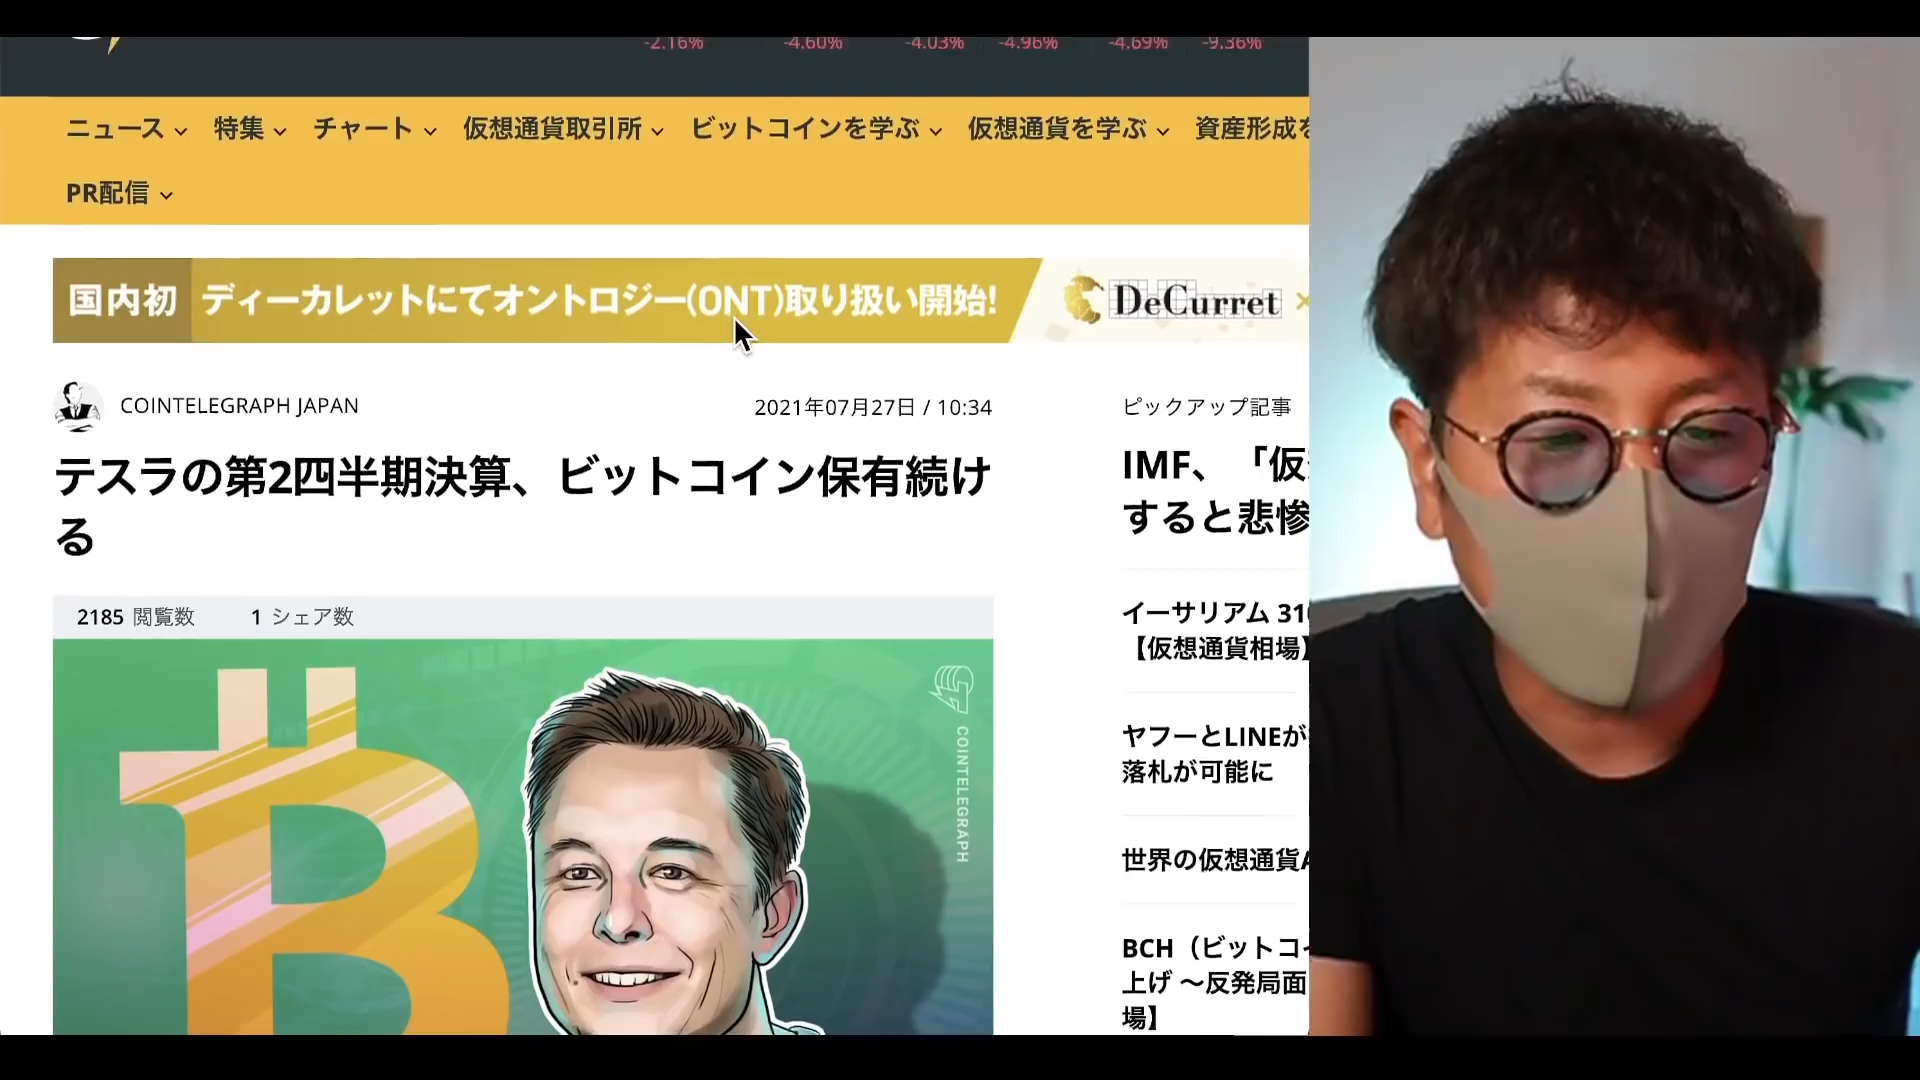 -2.16% -4.60% -4.03% -4.96% -4.69% -9.36%
ニュース 特集 チャート 仮想通貨取引所 ビットコインを学ぶ 仮想通貨を学ぶ 資産形成を
PR配信
国内初 ディーカレットにてオントロジー(ONT)取り扱い開始! DeCurret ×
COINTELEGRAPH JAPAN 2021年07月27日 / 10:34
テスラの第2四半期決算、ビットコイン保有続け
る
2185 閲覧数 1 シェア数
COINTELEGRAPH
ピックアップ記事
IMF、「仮
すると悲惨
イーサリアム 310
【仮想通貨相場】
ヤフーとLINEが
落札が可能に
世界の仮想通貨A
BCH（ビットコイ
上げ ～反発局面
場】